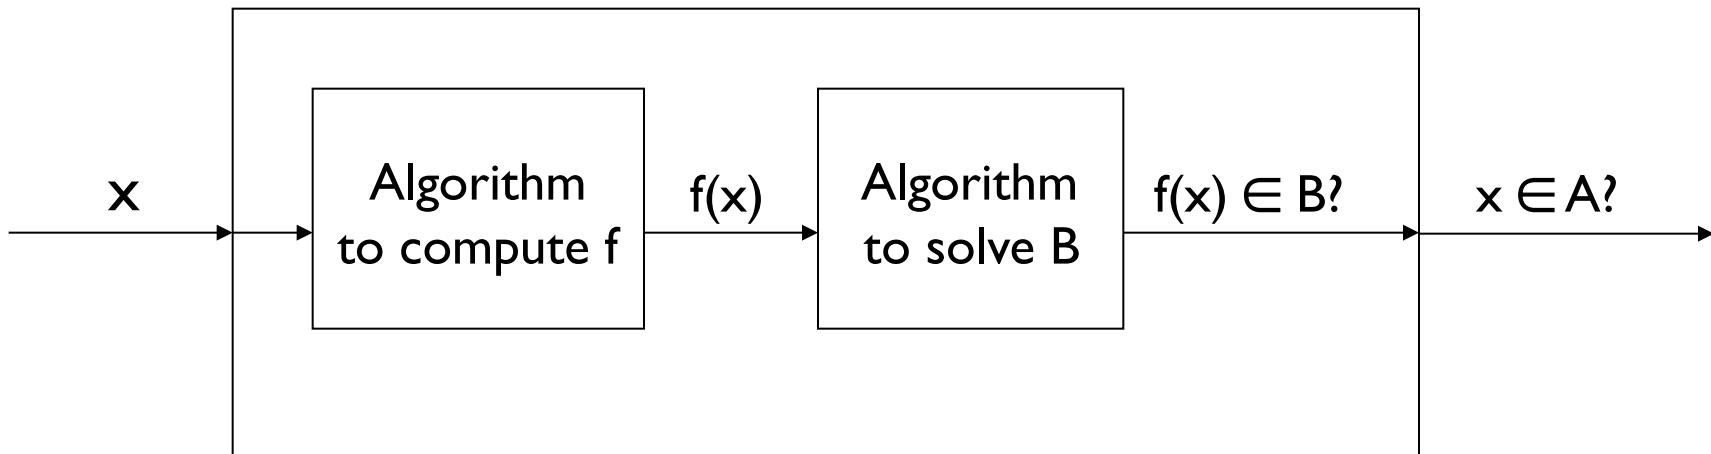 x
Algorithm
to compute f
f(x)
Algorithm
to solve B
f(x) ∈ B?
x ∈ A?